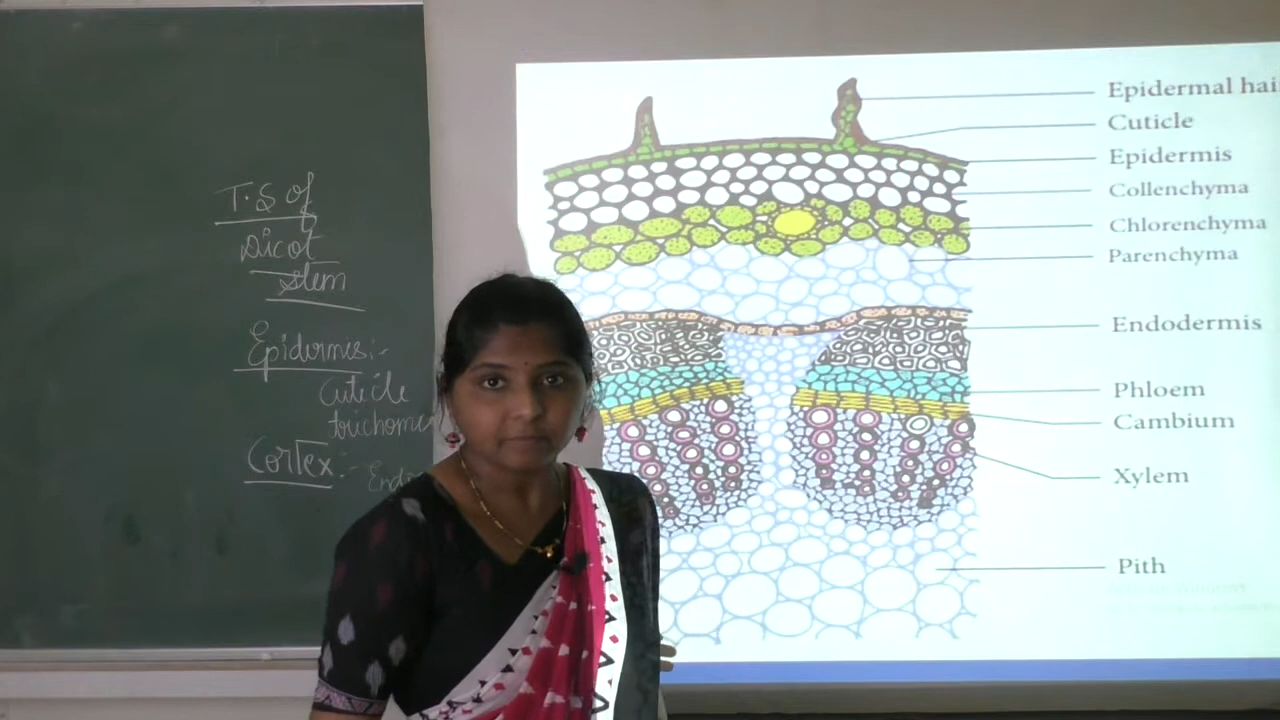 T.S of
Dicot
stem
Epidermis:-
Cuticle
trichomes
Cortex:-
Epidermal hai
Cuticle
Epidermis
Collenchyma
Chlorenchyma
Parenchyma
Endodermis
Phloem
Cambium
Xylem
Pith